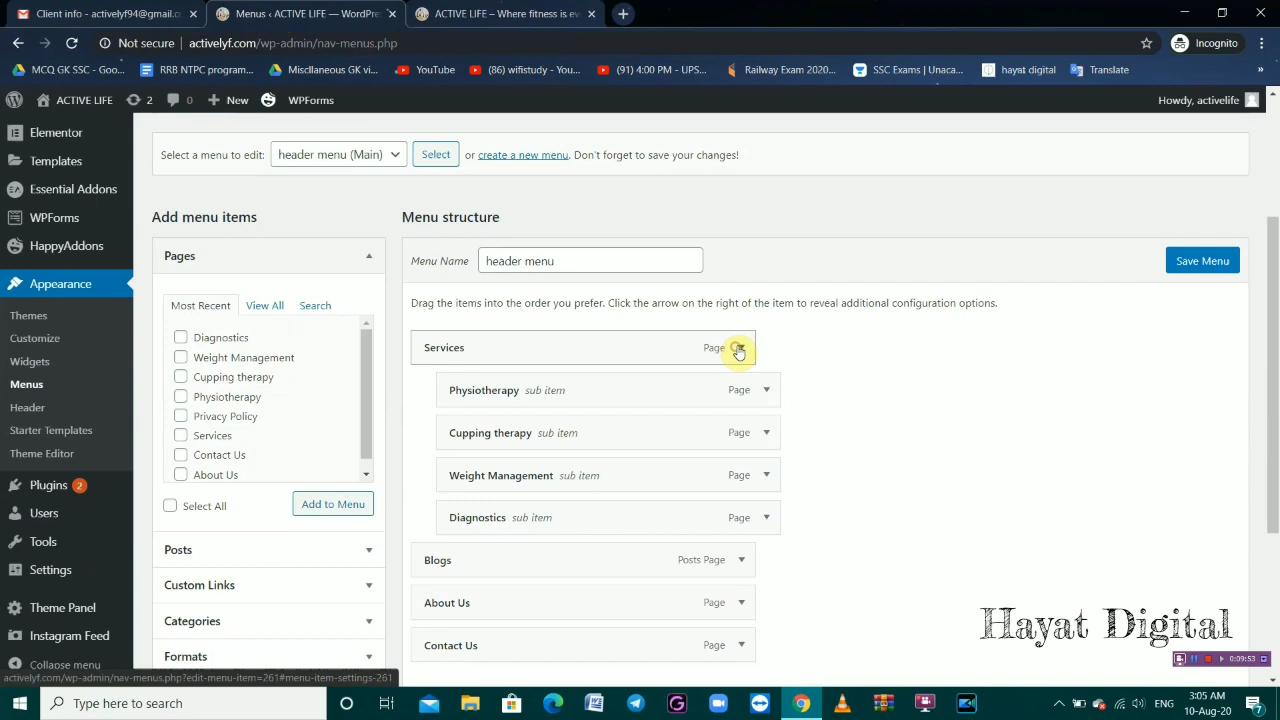 Client info - activelyf94@gmail.c
Menus ‹ ACTIVE LIFE — WordPre
ACTIVE LIFE – Where fitness is ev
Not secure
activelyf.com/wp-admin/nav-menus.php
Incognito
MCQ GK SSC - Goo...
RRB NTPC program...
Miscllaneous GK vi...
YouTube
(86) wifistudy - You...
(91) 4:00 PM - UPS...
Railway Exam 2020...
SSC Exams | Unaca...
hayat digital
Translate
»
ACTIVE LIFE
2
0
New
WPForms
Howdy, activelife
Elementor
Templates
Essential Addons
WPForms
HappyAddons
Appearance
Themes
Customize
Widgets
Menus
Header
Starter Templates
Theme Editor
Plugins 2
Users
Tools
Settings
Theme Panel
Instagram Feed
Collapse menu
Select a menu to edit: header menu (Main) Select or create a new menu. Don't forget to save your changes!
Add menu items
Pages
Most Recent View All Search
Diagnostics
Weight Management
Cupping therapy
Physiotherapy
Privacy Policy
Services
Contact Us
About Us
Select All
Add to Menu
Posts
Custom Links
Categories
Formats
Menu structure
Menu Name header menu
Save Menu
Drag the items into the order you prefer. Click the arrow on the right of the item to reveal additional configuration options.
Services Page
Physiotherapy sub item Page
Cupping therapy sub item Page
Weight Management sub item Page
Diagnostics sub item Page
Blogs Posts Page
About Us Page
Contact Us Page
Hayat Digital
0:09:53
activelyf.com/wp-admin/nav-menus.php?edit-menu-item=261#menu-item-settings-261
Type here to search
ENG
3:05 AM
10-Aug-20
7